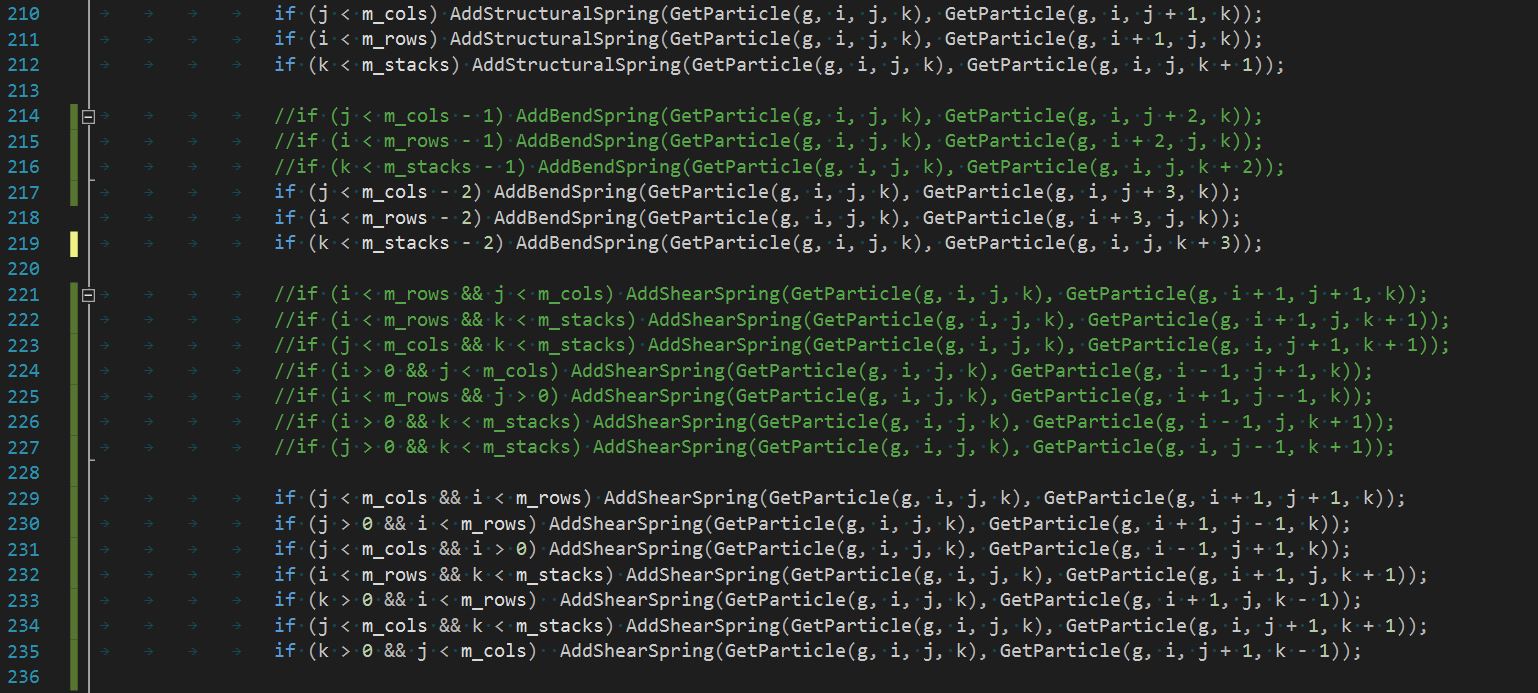 210 if (j < m_cols) AddStructuralSpring(GetParticle(g, i, j, k), GetParticle(g, i, j + 1, k));
211 if (i < m_rows) AddStructuralSpring(GetParticle(g, i, j, k), GetParticle(g, i + 1, j, k));
212 if (k < m_stacks) AddStructuralSpring(GetParticle(g, i, j, k), GetParticle(g, i, j, k + 1));
213
214 //if (j < m_cols - 1) AddBendSpring(GetParticle(g, i, j, k), GetParticle(g, i, j + 2, k));
215 //if (i < m_rows - 1) AddBendSpring(GetParticle(g, i, j, k), GetParticle(g, i + 2, j, k));
216 //if (k < m_stacks - 1) AddBendSpring(GetParticle(g, i, j, k), GetParticle(g, i, j, k + 2));
217 if (j < m_cols - 2) AddBendSpring(GetParticle(g, i, j, k), GetParticle(g, i, j + 3, k));
218 if (i < m_rows - 2) AddBendSpring(GetParticle(g, i, j, k), GetParticle(g, i + 3, j, k));
219 if (k < m_stacks - 2) AddBendSpring(GetParticle(g, i, j, k), GetParticle(g, i, j, k + 3));
220
221 //if (i < m_rows && j < m_cols) AddShearSpring(GetParticle(g, i, j, k), GetParticle(g, i + 1, j + 1, k));
222 //if (i < m_rows && k < m_stacks) AddShearSpring(GetParticle(g, i, j, k), GetParticle(g, i + 1, j, k + 1));
223 //if (j < m_cols && k < m_stacks) AddShearSpring(GetParticle(g, i, j, k), GetParticle(g, i, j + 1, k + 1));
224 //if (i > 0 && j < m_cols) AddShearSpring(GetParticle(g, i, j, k), GetParticle(g, i - 1, j + 1, k));
225 //if (i < m_rows && j > 0) AddShearSpring(GetParticle(g, i, j, k), GetParticle(g, i + 1, j - 1, k));
226 //if (i > 0 && k < m_stacks) AddShearSpring(GetParticle(g, i, j, k), GetParticle(g, i - 1, j, k + 1));
227 //if (j > 0 && k < m_stacks) AddShearSpring(GetParticle(g, i, j, k), GetParticle(g, i, j - 1, k + 1));
228
229 if (j < m_cols && i < m_rows) AddShearSpring(GetParticle(g, i, j, k), GetParticle(g, i + 1, j + 1, k));
230 if (j > 0 && i < m_rows) AddShearSpring(GetParticle(g, i, j, k), GetParticle(g, i + 1, j - 1, k));
231 if (j < m_cols && i > 0) AddShearSpring(GetParticle(g, i, j, k), GetParticle(g, i - 1, j + 1, k));
232 if (i < m_rows && k < m_stacks) AddShearSpring(GetParticle(g, i, j, k), GetParticle(g, i + 1, j, k + 1));
233 if (k > 0 && i < m_rows)  AddShearSpring(GetParticle(g, i, j, k), GetParticle(g, i + 1, j, k - 1));
234 if (j < m_cols && k < m_stacks) AddShearSpring(GetParticle(g, i, j, k), GetParticle(g, i, j + 1, k + 1));
235 if (k > 0 && j < m_cols)  AddShearSpring(GetParticle(g, i, j, k), GetParticle(g, i, j + 1, k - 1));
236